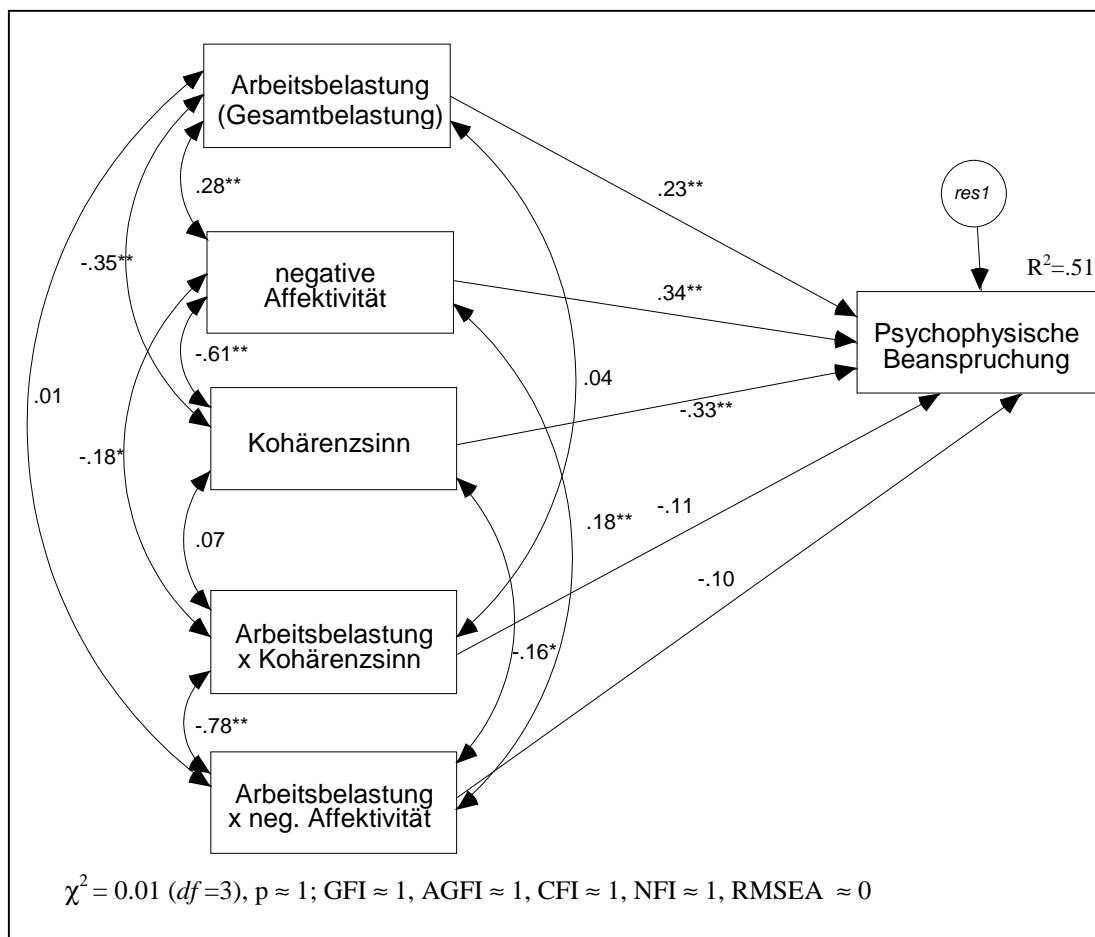 Arbeitsbelastung
(Gesamtbelastung)
.28**
.23**
res1
-.35**
negative
Affektivität
.34**
R²=.51
Psychophysische
Beanspruchung
-.61**
.04
.01
Kohärenzsinn
-.33**
-.18*
.07
.18**
-.11
-.10
Arbeitsbelastung
x Kohärenzsinn
-.16*
-.78**
Arbeitsbelastung
x neg. Affektivität
χ² = 0.01 (df =3), p ≈ 1; GFI ≈ 1, AGFI ≈ 1, CFI ≈ 1, NFI ≈ 1, RMSEA ≈ 0